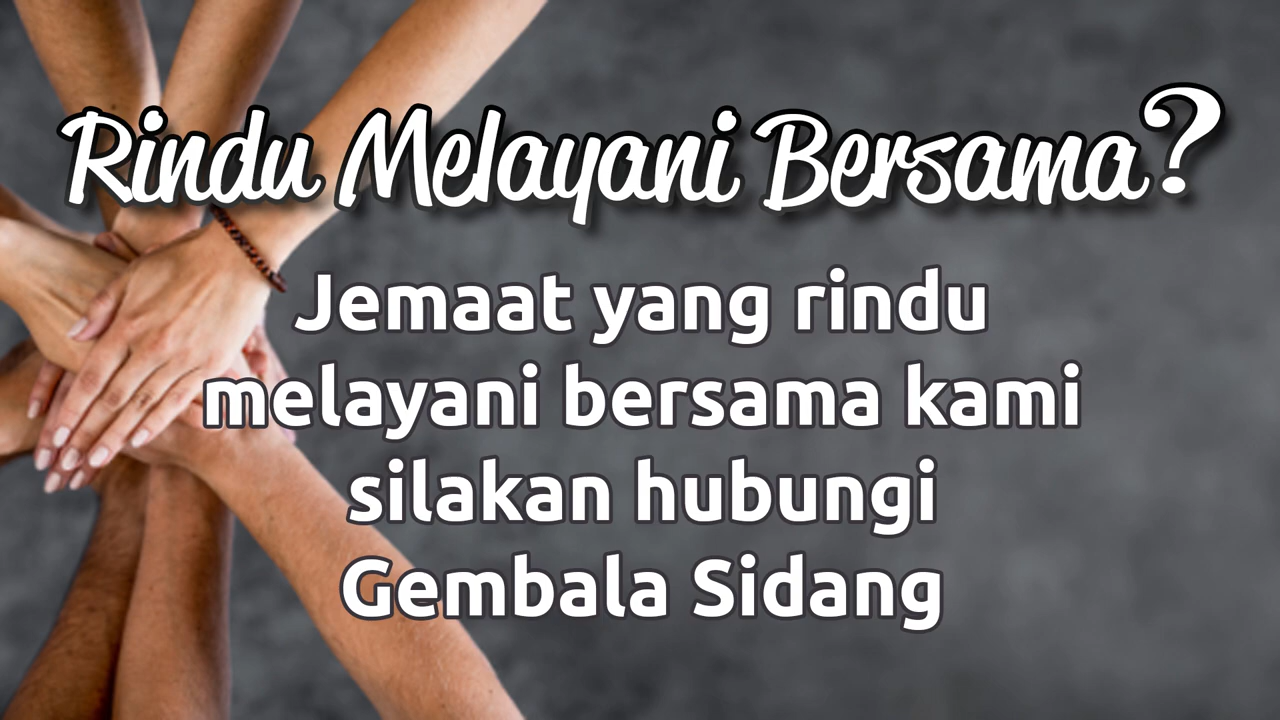 Rindu Melayani Bersama?
Jemaat yang rindu
melayani bersama kami
silakan hubungi
Gembala Sidang